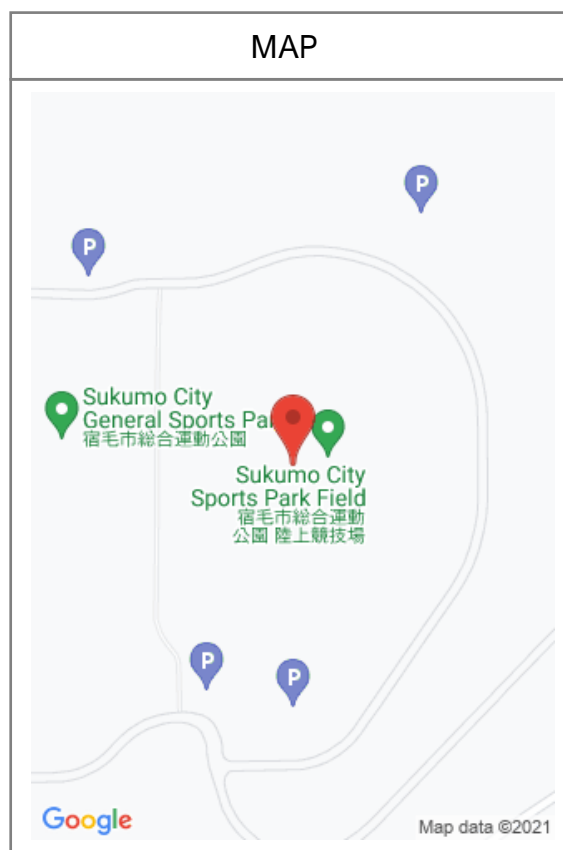 MAP
P
P
Sukumo City
General Sports Pa
宿毛市総合運動公園
Sukumo City
Sports Park Field
宿毛市総合運動
公園 陸上競技場
P
P
Google
Map data ©2021